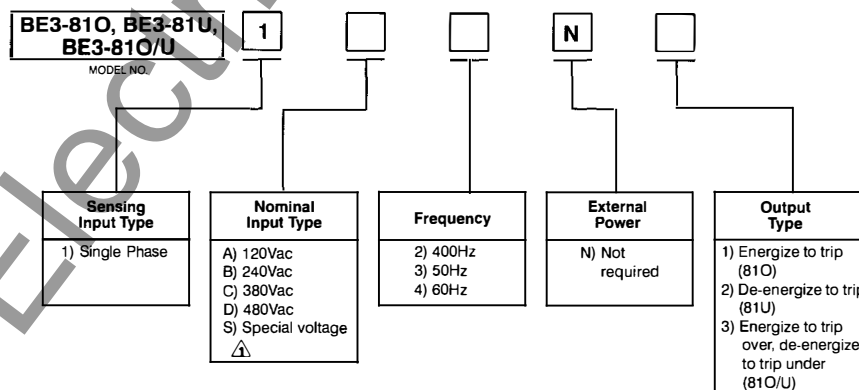 BE3-81O, BE3-81U,
BE3-81O/U
MODEL NO.
1
N
Sensing
Input Type
1) Single Phase
Nominal
Input Type
A) 120Vac
B) 240Vac
C) 380Vac
D) 480Vac
S) Special voltage
1
Frequency
2) 400Hz
3) 50Hz
4) 60Hz
External
Power
N) Not
required
Output
Type
1) Energize to trip
(81O)
2) De-energize to trip
(81U)
3) Energize to trip
over, de-energize
to trip under
(81O/U)
Electri